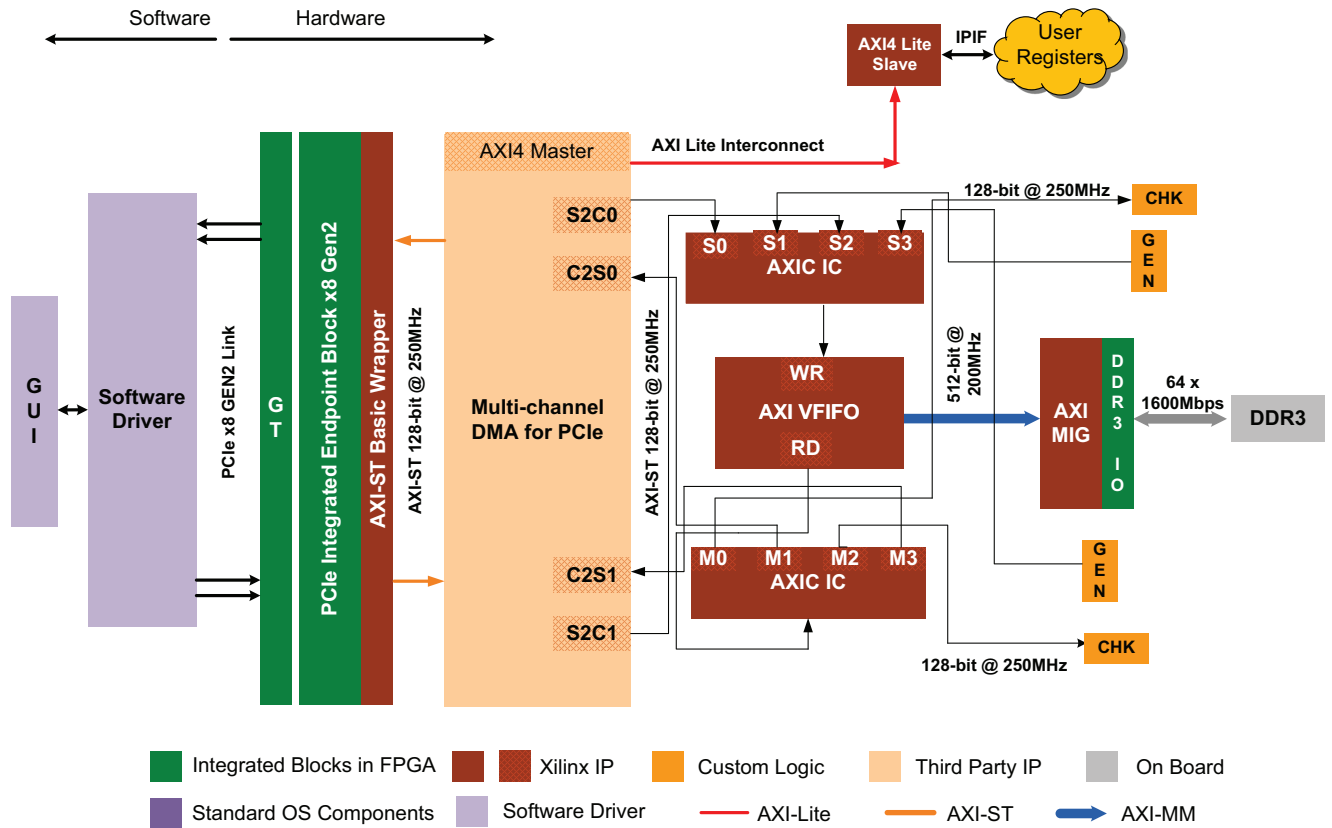 Software
Hardware
AXI4 Lite
Slave
IPIF
User
Registers
AXI4 Master
AXI Lite Interconnect
128-bit @ 250MHz
CHK
S2C0
S0
S1
S2
S3
AXIC IC
G
E
N
C2S0
G
U
I
Software
Driver
PCIe x8 GEN2 Link
G
T
PCIe Integrated Endpoint Block x8 Gen2
AXI-ST Basic Wrapper
AXI-ST 128-bit@ 250MHz
Multi-channel
DMA for PCIe
AXI-ST 128-bit @ 250MHz
WR
AXI VFIFO
RD
512-bit @
200MHz
AXI
MIG
D
D
R
3
IO
64 x
1600Mbps
DDR3
C2S1
M0
M1
M2
M3
AXIC IC
G
E
N
S2C1
CHK
128-bit @ 250MHz
Integrated Blocks in FPGA
Xilinx IP
Custom Logic
Third Party IP
On Board
Standard OS Components
Software Driver
AXI-Lite
AXI-ST
AXI-MM